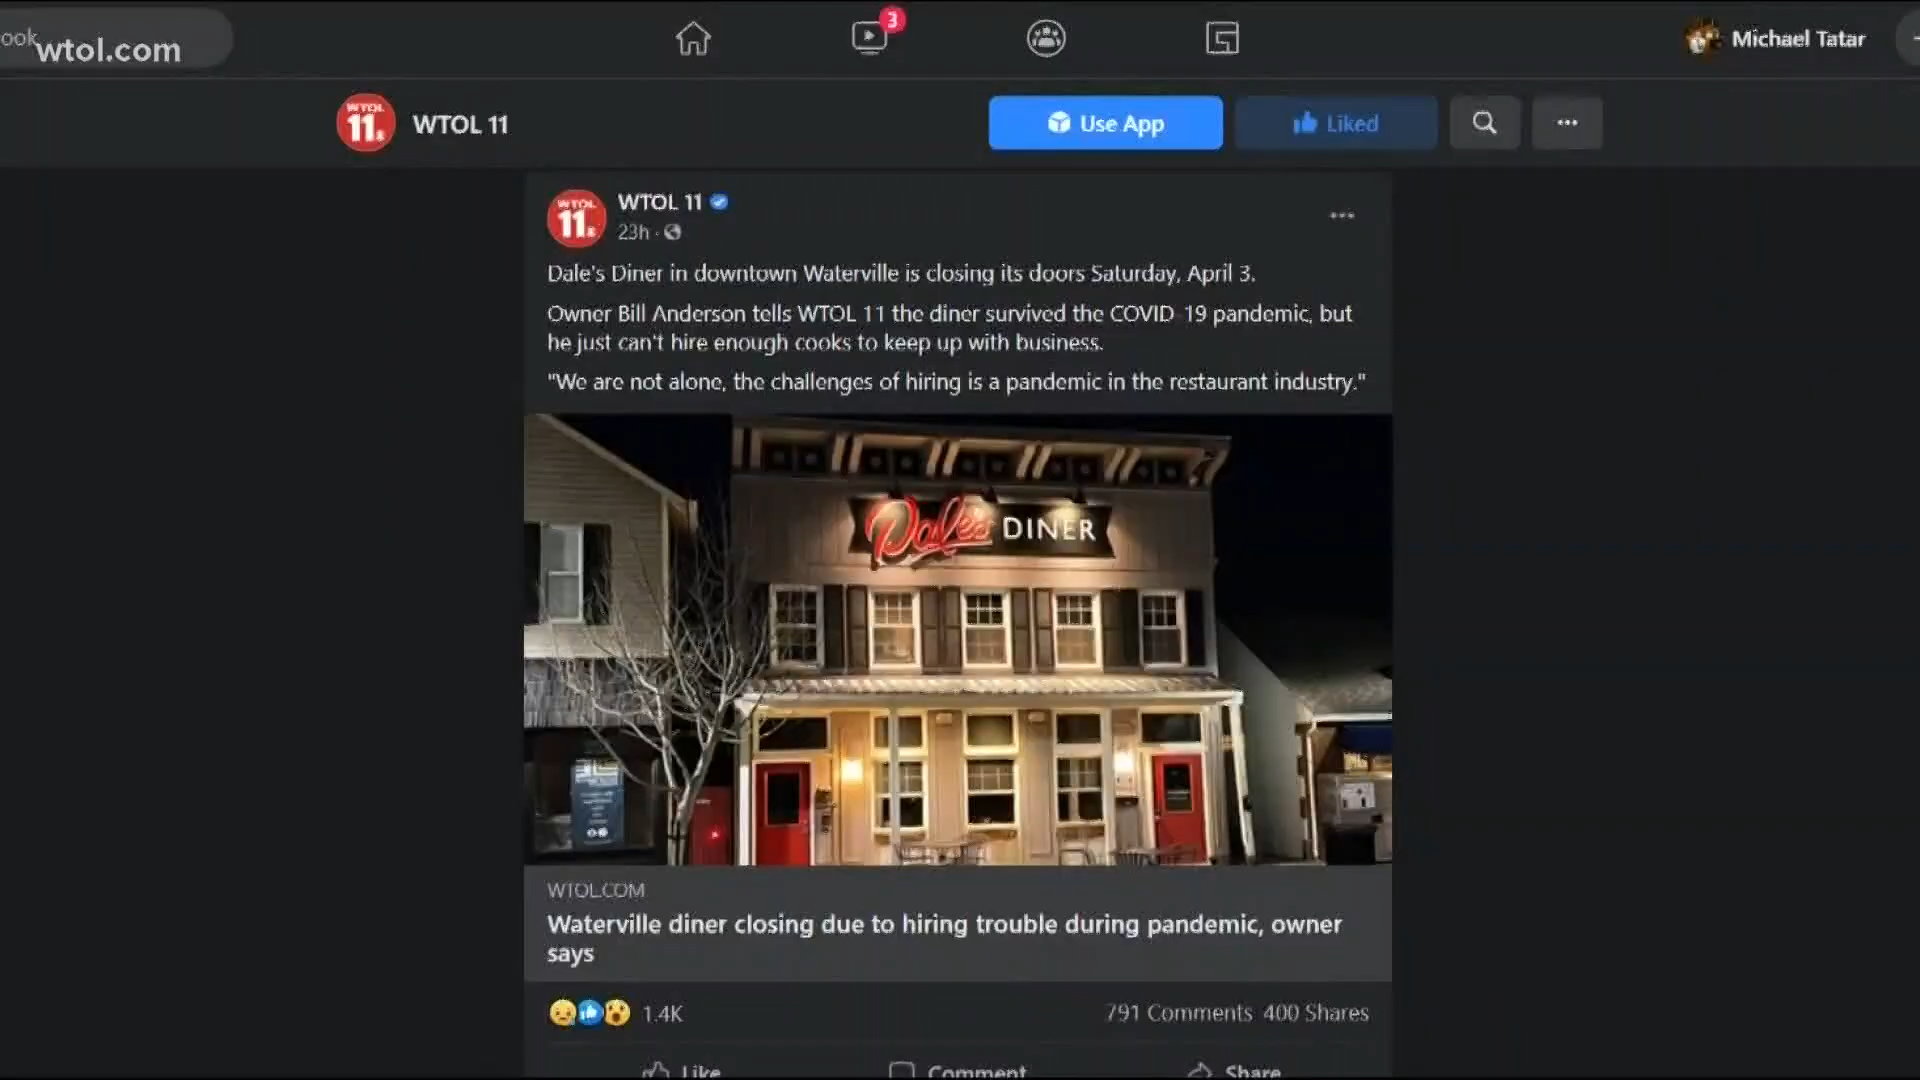 ook
wtol.com
3
Michael Tatar
WTOL
11
WTOL 11
Use App
Liked
WTOL
11
WTOL 11
23h ·
Dale's Diner in downtown Waterville is closing its doors Saturday, April 3.
Owner Bill Anderson tells WTOL 11 the diner survived the COVID-19 pandemic, but
he just can't hire enough cooks to keep up with business.
"We are not alone, the challenges of hiring is a pandemic in the restaurant industry."
Dale's DINER
WTOL.COM
Waterville diner closing due to hiring trouble during pandemic, owner
says
1.4K
791 Comments 400 Shares
Like
Comment
Share